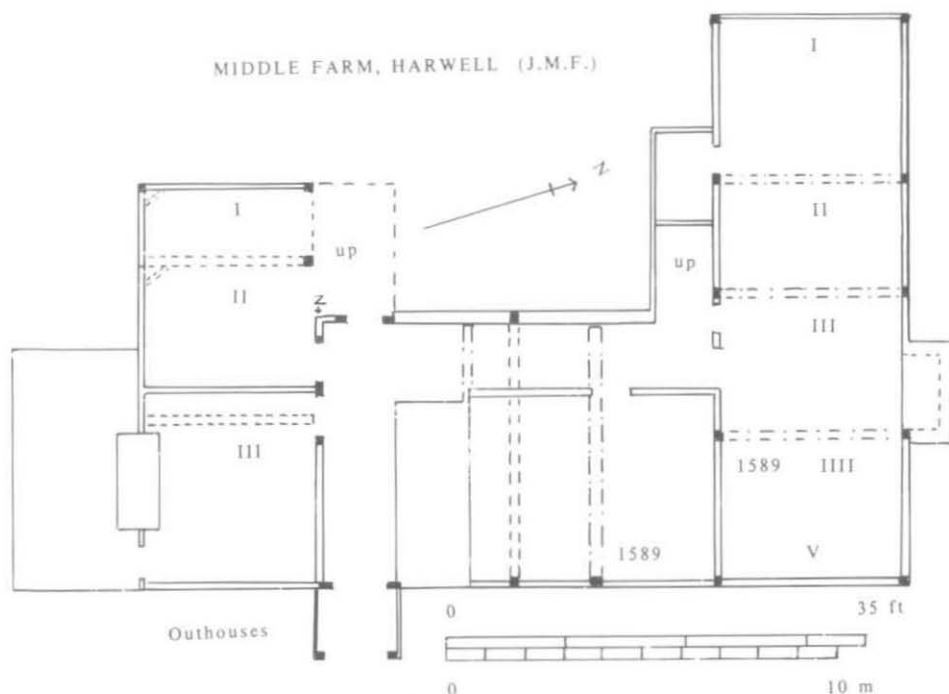 MIDDLE FARM, HARWELL (J.M.F.)
I
N
I
II
up
up
II
N
III
III
1589 IIII
1589
V
0 35 ft
Outhouses
0 10 m